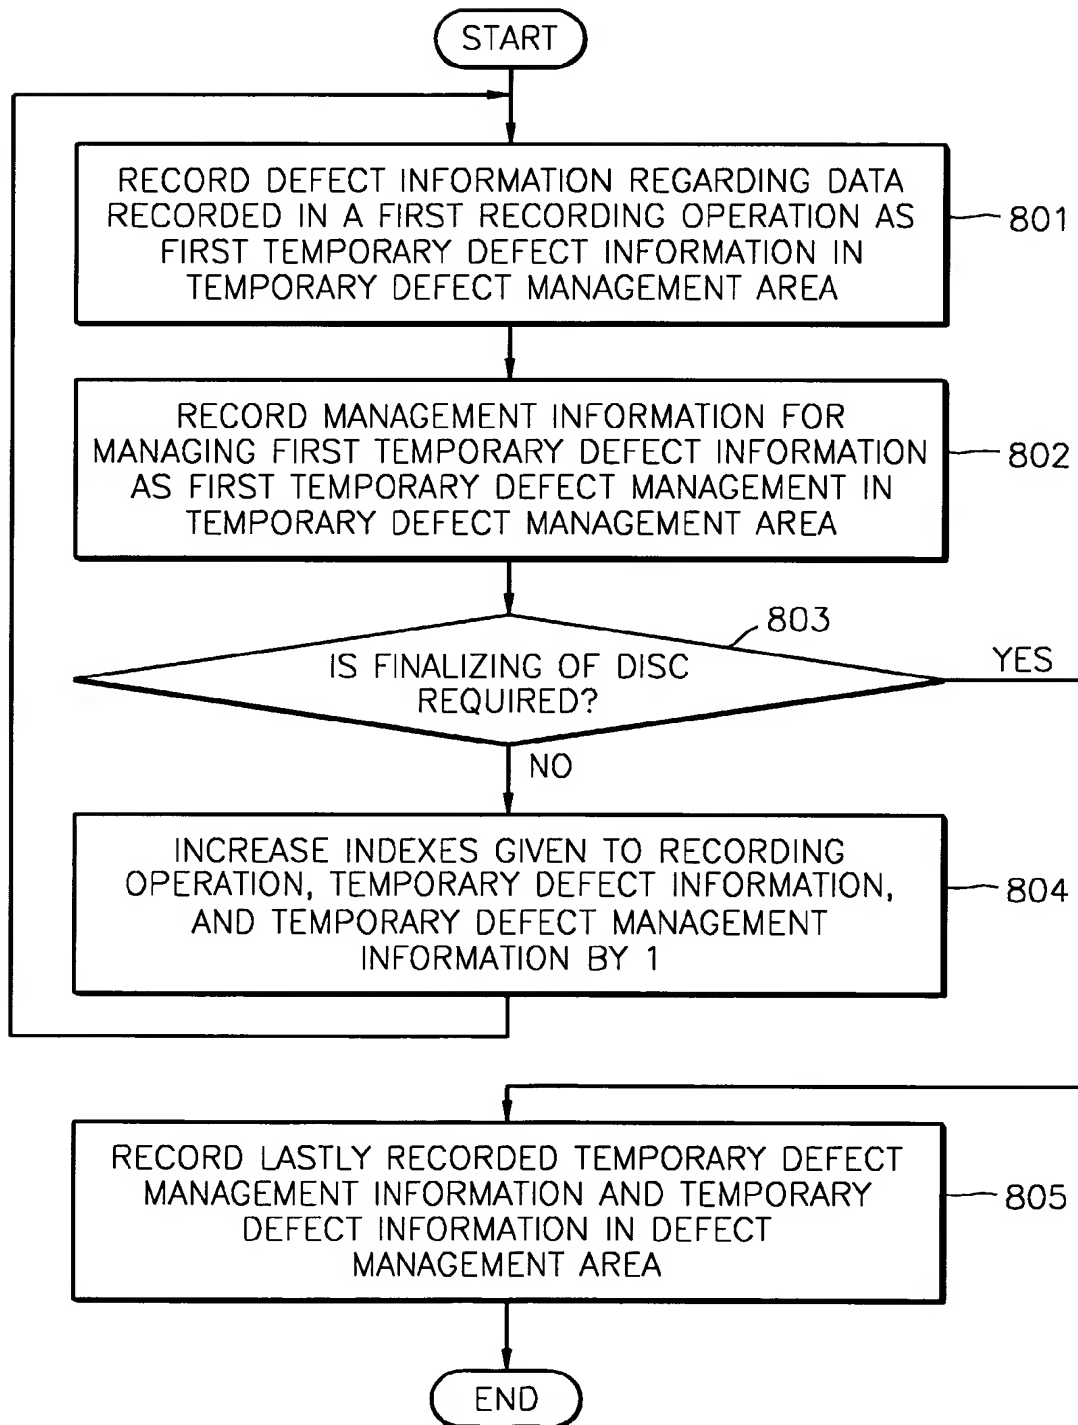 START
RECORD DEFECT INFORMATION REGARDING DATA
RECORDED IN A FIRST RECORDING OPERATION AS
FIRST TEMPORARY DEFECT INFORMATION IN
TEMPORARY DEFECT MANAGEMENT AREA
801
RECORD MANAGEMENT INFORMATION FOR
MANAGING FIRST TEMPORARY DEFECT INFORMATION
AS FIRST TEMPORARY DEFECT MANAGEMENT IN
TEMPORARY DEFECT MANAGEMENT AREA
802
803
IS FINALIZING OF DISC
REQUIRED?
YES
NO
INCREASE INDEXES GIVEN TO RECORDING
OPERATION, TEMPORARY DEFECT INFORMATION,
AND TEMPORARY DEFECT MANAGEMENT
INFORMATION BY 1
804
RECORD LASTLY RECORDED TEMPORARY DEFECT
MANAGEMENT INFORMATION AND TEMPORARY
DEFECT INFORMATION IN DEFECT
MANAGEMENT AREA
805
END